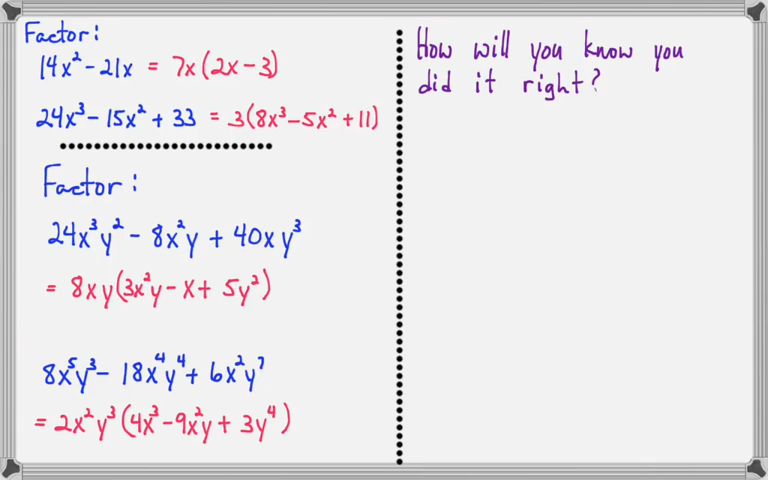 Factor:
14x² - 21x = 7x(2x - 3)
24x³ - 15x² + 33 = 3(8x³ - 5x² + 11)
Factor:
24x³y² - 8x²y + 40xy³
= 8xy(3x²y - x + 5y²)
8x⁵y³ - 18x⁴y⁴ + 6x²y⁷
= 2x²y³(4x³ - 9x²y + 3y⁴)
How will you know you
did it right?